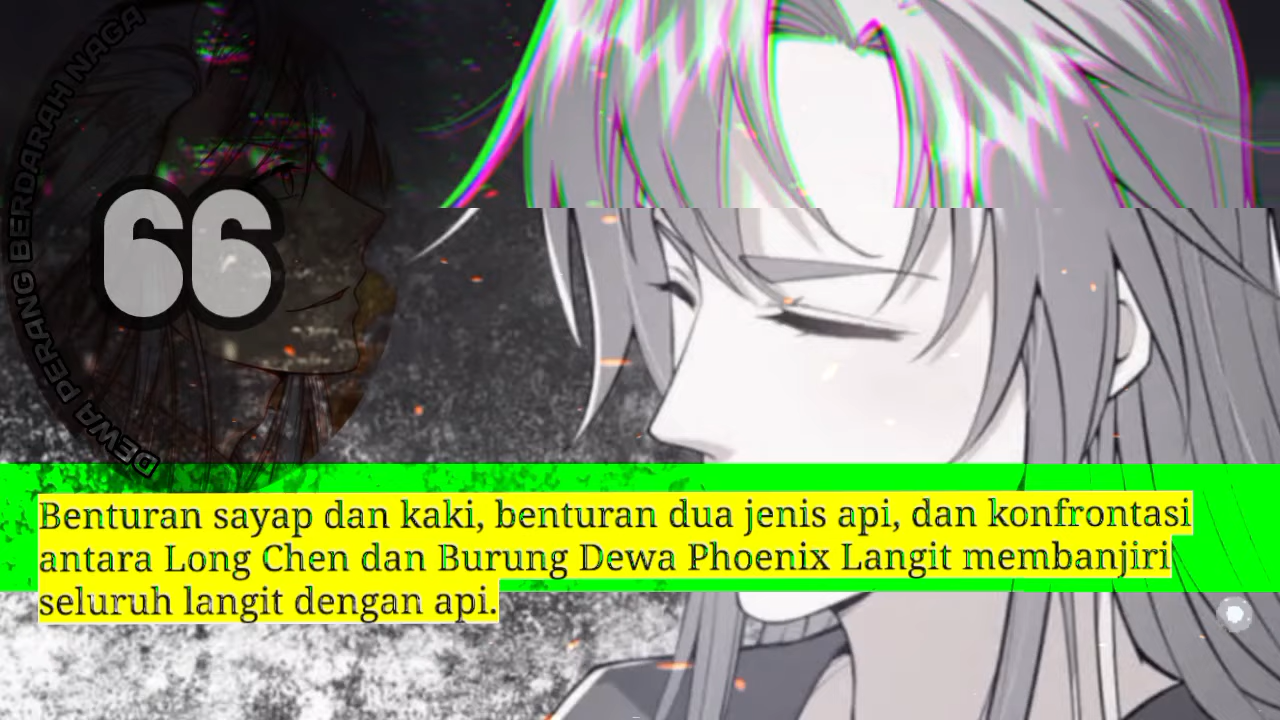 DEWA PERANG BERDARAH NAGA
66
Benturan sayap dan kaki, benturan dua jenis api, dan konfrontasi
antara Long Chen dan Burung Dewa Phoenix Langit membanjiri
seluruh langit dengan api.